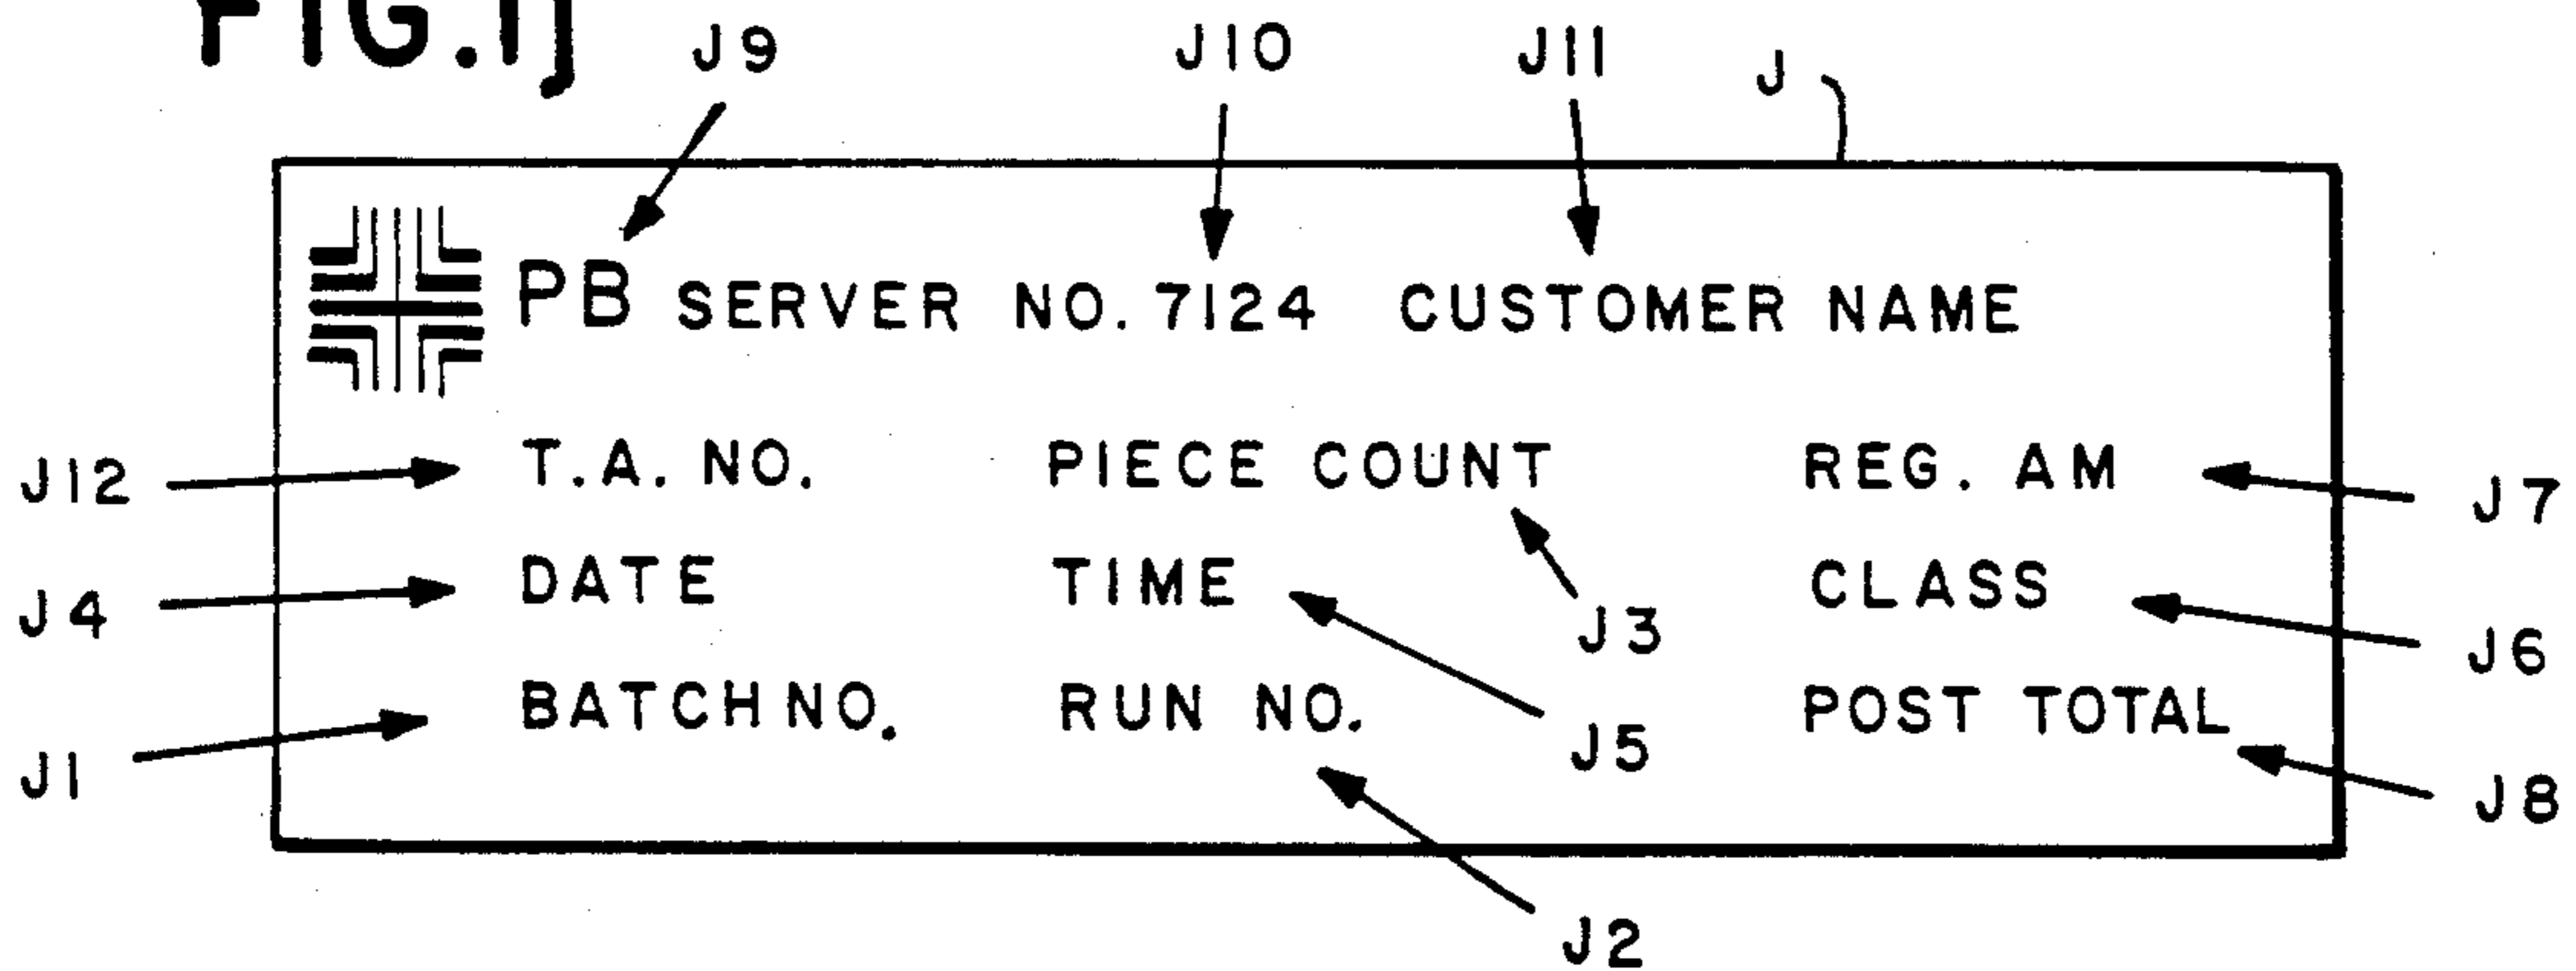 FIG.1j
J9 J10 J11 J
PB SERVER NO. 7124 CUSTOMER NAME
J12 T.A. NO. PIECE COUNT REG. AM J7
J4 DATE TIME CLASS J3 J6
J1 BATCH NO. RUN NO. POST TOTAL J5 J8
J2